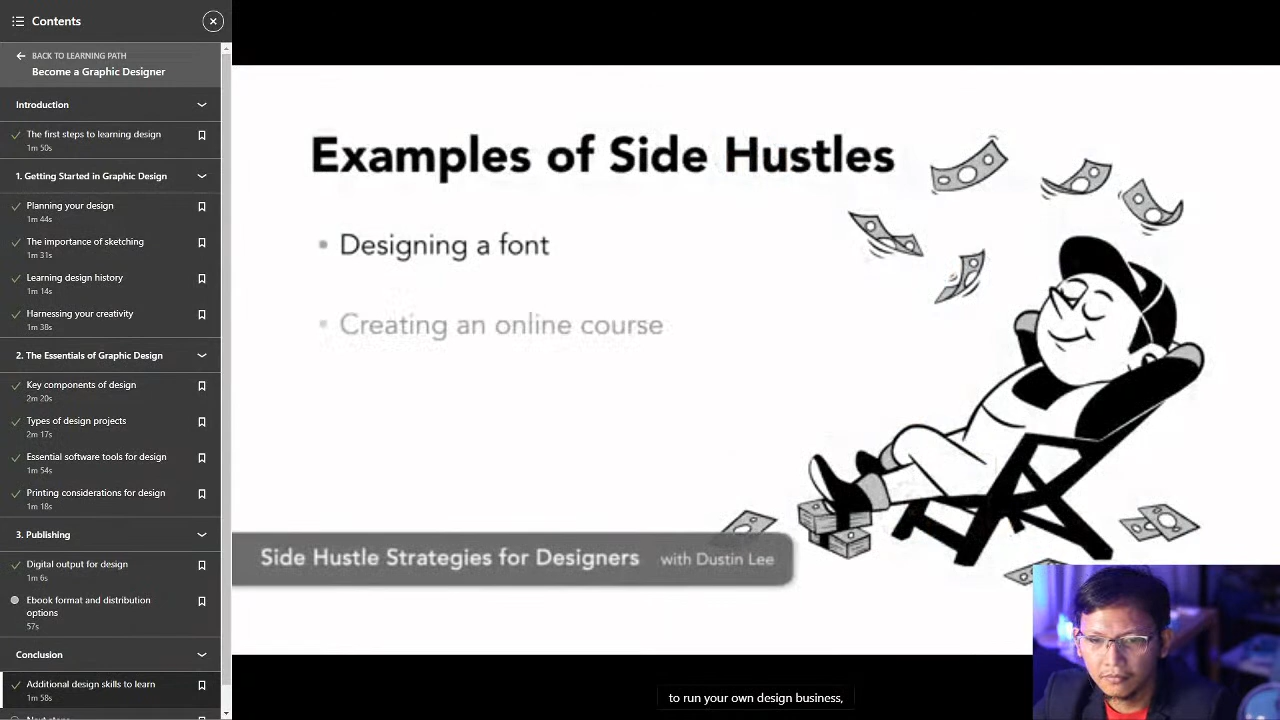 Contents
BACK TO LEARNING PATH
Become a Graphic Designer
Introduction
The first steps to learning design
1m 50s
1. Getting Started in Graphic Design
Planning your design
1m 44s
The importance of sketching
1m 31s
Learning design history
1m 14s
Harnessing your creativity
1m 38s
2. The Essentials of Graphic Design
Key components of design
2m 20s
Types of design projects
2m 17s
Essential software tools for design
1m 54s
Printing considerations for design
1m 18s
3. Publishing
Digital output for design
1m 6s
Ebook format and distribution
options
57s
Conclusion
Additional design skills to learn
1m 58s
Next steps
Examples of Side Hustles
• Designing a font
• Creating an online course
Side Hustle Strategies for Designers with Dustin Lee
to run your own design business,